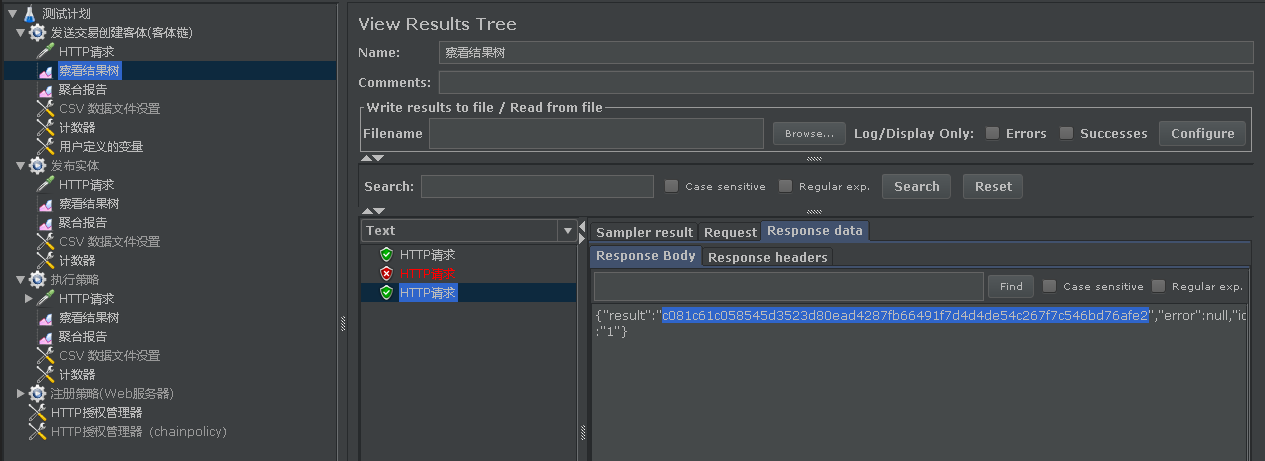 测试计划
发送交易创建客体(客体链)
HTTP请求
察看结果树
聚合报告
CSV 数据文件设置
计数器
用户定义的变量
发布实体
HTTP请求
察看结果树
聚合报告
CSV 数据文件设置
计数器
执行策略
HTTP请求
察看结果树
聚合报告
CSV 数据文件设置
计数器
注册策略(Web服务器)
HTTP授权管理器
HTTP授权管理器 (chainpolicy)
View Results Tree
Name: 察看结果树
Comments:
Write results to file / Read from file
Filename Browse... Log/Display Only: Errors Successes Configure
Search: Case sensitive Regular exp. Search Reset
Text
HTTP请求
HTTP请求
HTTP请求
Sampler result Request Response data
Response Body Response headers
Find Case sensitive Regular exp.
{"result":"c081c61c058545d3523d80ead4287fb66491f7d4d4de54c267f7c546bd76afe2","error":null,"id"
:"1"}